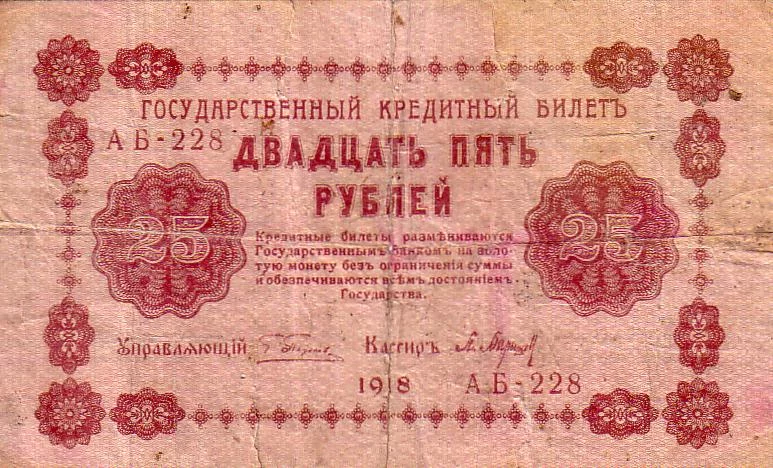 ГОСУДАРСТВЕННЫЙ КРЕДИТНЫЙ БИЛЕТЪ
АБ-228
ДВАДЦАТЬ ПЯТЬ
РУБЛЕЙ
25
25
Кредитные билеты размѣниваются
Государственнымъ банкомъ на золо-
тую монету безъ ограниченія суммы
и обезпечиваются всѣмъ достояніемъ
Государства.
Управляющій
Кассиръ
1918
АБ-228